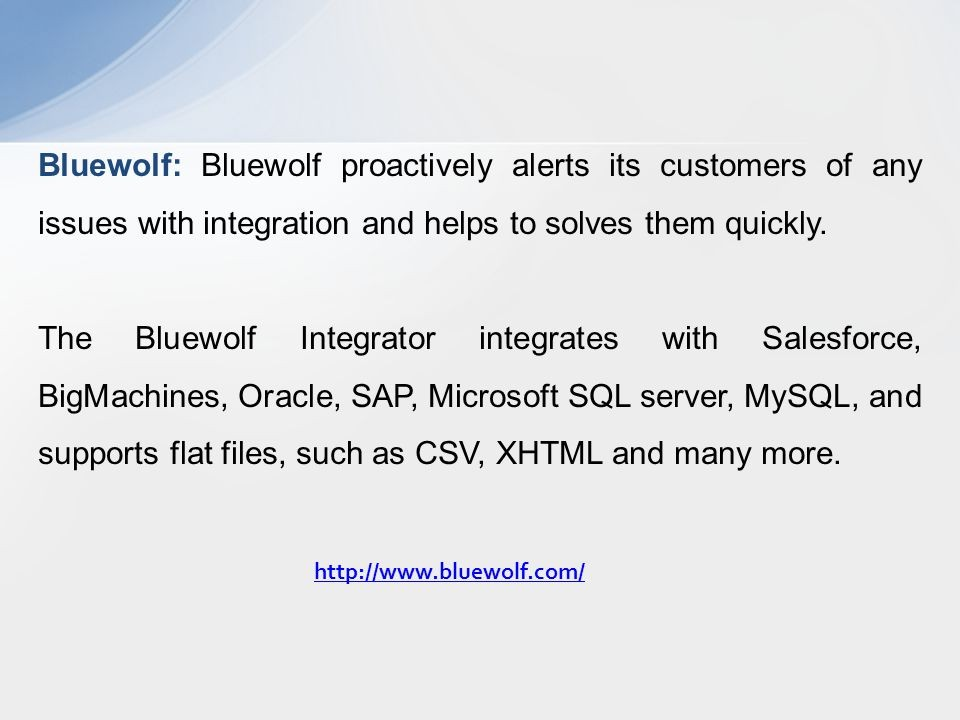 Bluewolf: Bluewolf proactively alerts its customers of any
issues with integration and helps to solves them quickly.
The Bluewolf Integrator integrates with Salesforce,
BigMachines, Oracle, SAP, Microsoft SQL server, MySQL, and
supports flat files, such as CSV, XHTML and many more.
http://www.bluewolf.com/